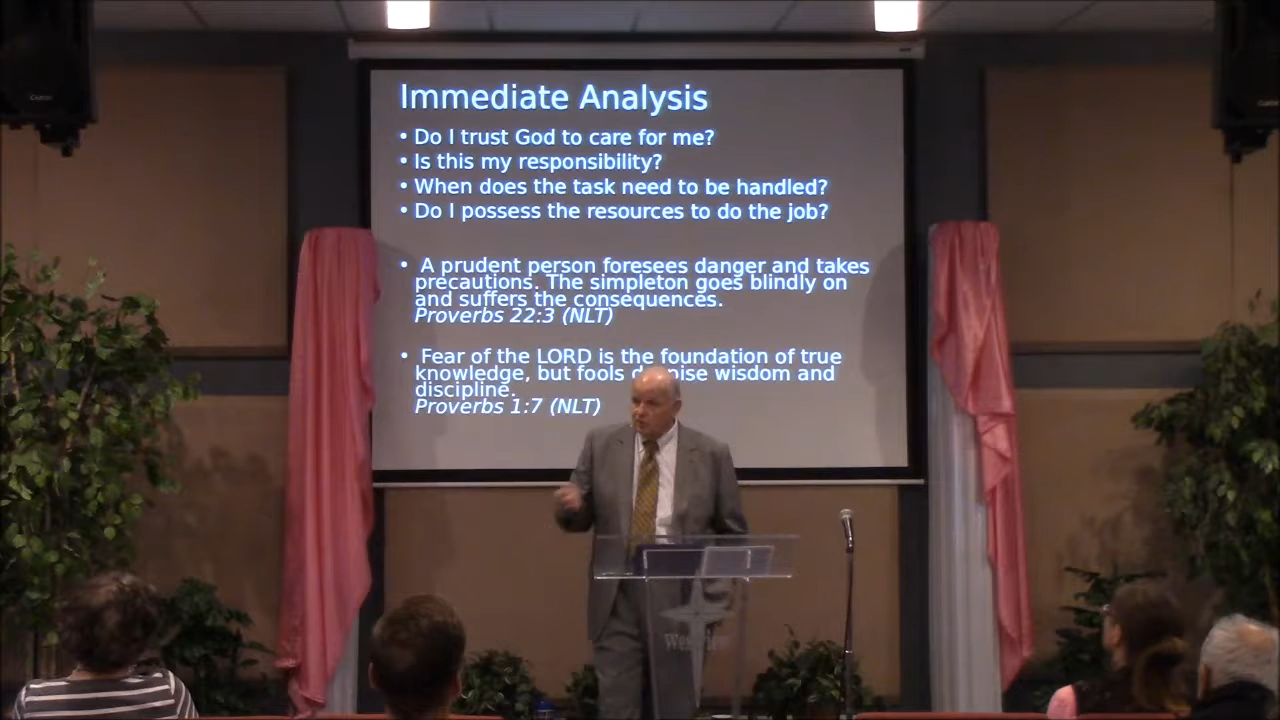 Immediate Analysis
• Do I trust God to care for me?
• Is this my responsibility?
• When does the task need to be handled?
• Do I possess the resources to do the job?
• A prudent person foresees danger and takes
precautions. The simpleton goes blindly on
and suffers the consequences.
Proverbs 22:3 (NLT)
• Fear of the LORD is the foundation of true
knowledge, but fools wisdom and
discipline.
Proverbs 1:7 (NLT)